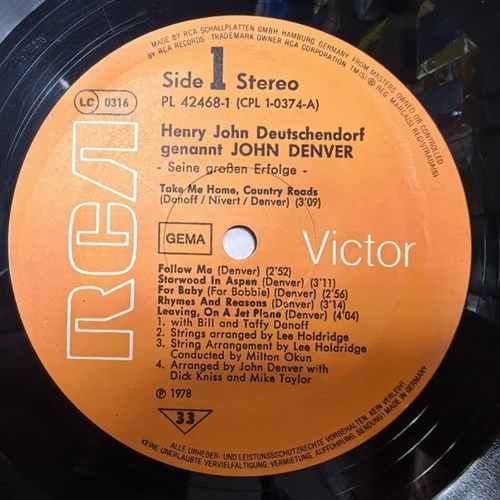 MADE BY RCA SCHALLPLATTEN GMBH HAMBURG GERMANY FROM MASTERS OWNED OR CONTROLLED
BY RCA RECORDS · TRADEMARK OWNER RCA CORPORATION TM(S) ® REG. MARCA(S) REGISTRADA(S)
Side 1 Stereo
PL 42468-1 (CPL 1-0374-A)
LC 0316
Henry John Deutschendorf
genannt JOHN DENVER
- Seine großen Erfolge -
Take Me Home, Country Roads
(Danoff / Nivert / Denver) (3'09)
RCA
GEMA
Victor
Follow Me (Denver) (2'52)
Starwood In Aspen (Denver) (3'11)
For Baby (For Bobbie) (Denver) (2'56)
Rhymes And Reasons (Denver) (3'14)
Leaving, On A Jet Plane (Denver) (4'04)
1. with Bill and Taffy Danoff
2. Strings arranged by Lee Holdridge
3. String Arrangement by Lee Holdridge
Conducted by Milton Okun
4. Arranged by John Denver with
Dick Kniss and Mike Taylor
℗ 1978
33
ALLE URHEBER- UND LEISTUNGSSCHUTZRECHTE VORBEHALTEN. KEIN VERLEIH!
KEINE UNERLAUBTE VERVIELFÄLTIGUNG, VERMIETUNG, AUFFÜHRUNG, SENDUNG!